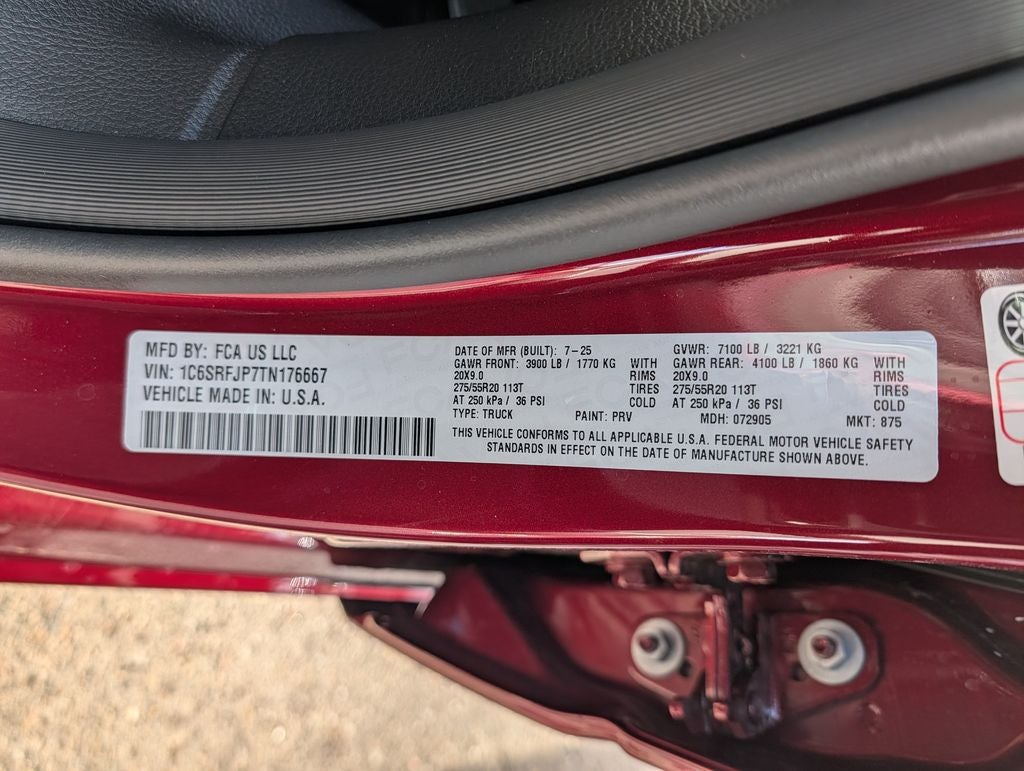 MFD BY: FCA US LLC
VIN: 1C6SRFJP7TN176667
VEHICLE MADE IN: U.S.A.
DATE OF MFR (BUILT): 7-25 GVWR: 7100 LB / 3221 KG
GAWR FRONT: 3900 LB / 1770 KG WITH GAWR REAR: 4100 LB / 1860 KG WITH
20X9.0 RIMS 20X9.0 RIMS
275/55R20 113T TIRES 275/55R20 113T TIRES
AT 250 kPa / 36 PSI COLD AT 250 kPa / 36 PSI COLD
TYPE: TRUCK PAINT: PRV MDH: 072905 MKT: 875
THIS VEHICLE CONFORMS TO ALL APPLICABLE U.S.A. FEDERAL MOTOR VEHICLE SAFETY
STANDARDS IN EFFECT ON THE DATE OF MANUFACTURE SHOWN ABOVE.